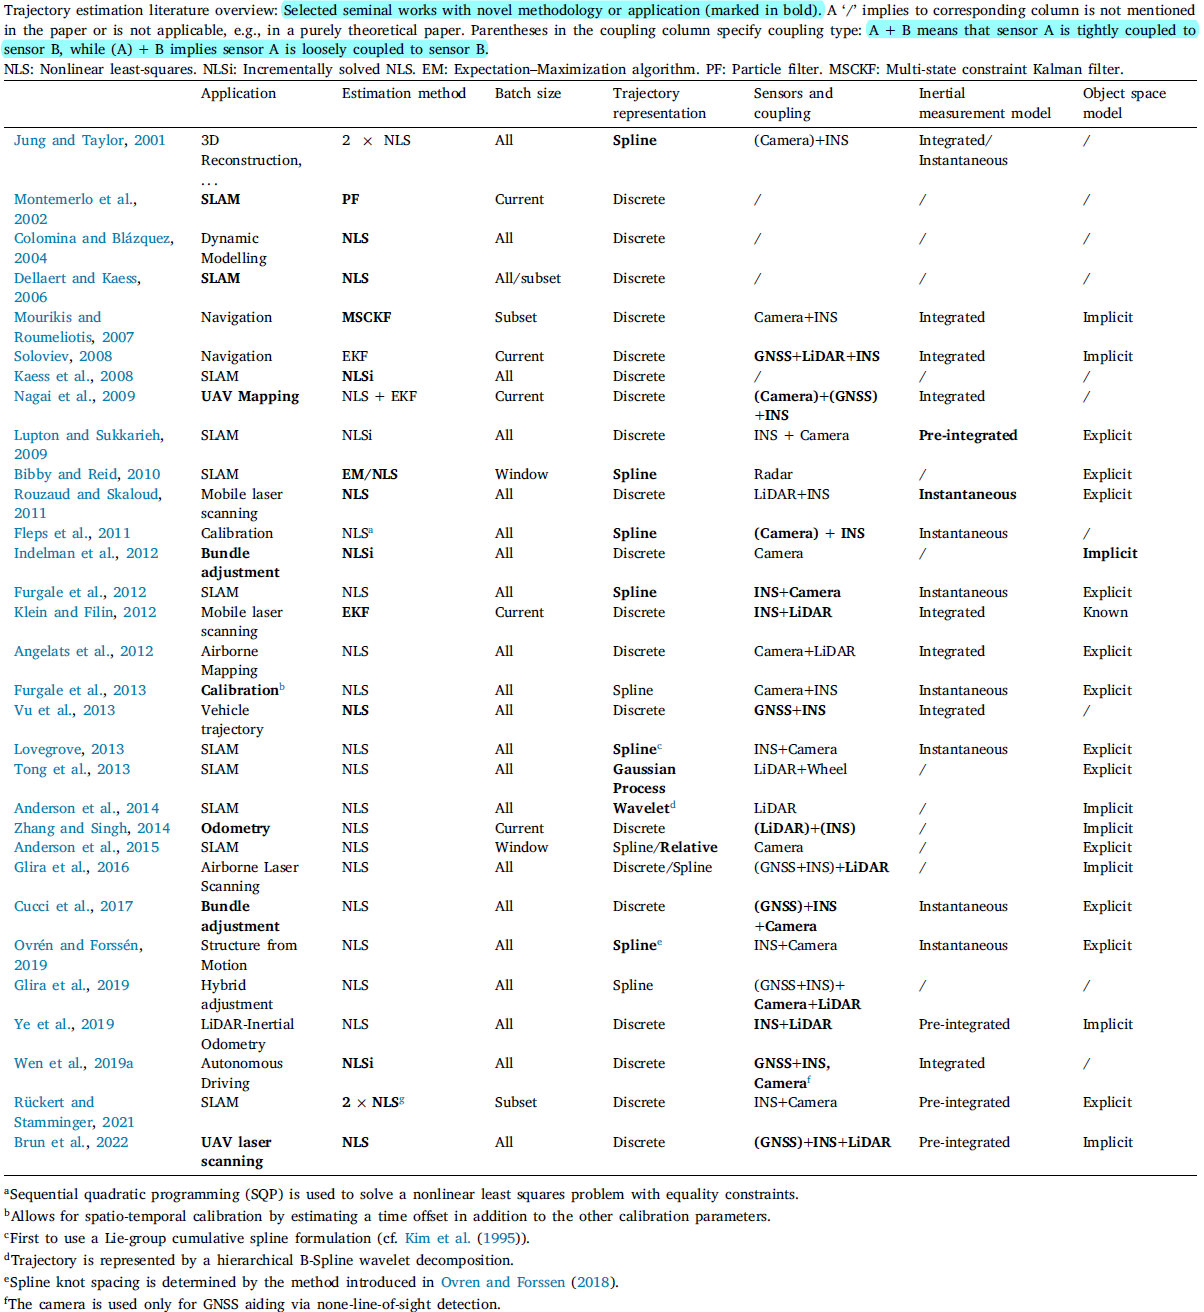 Trajectory estimation literature overview: Selected seminal works with novel methodology or application (marked in bold). A ‘/’ implies to corresponding column is not mentioned
in the paper or is not applicable, e.g., in a purely theoretical paper. Parentheses in the coupling column specify coupling type: A + B means that sensor A is tightly coupled to
sensor B, while (A) + B implies sensor A is loosely coupled to sensor B.
NLS: Nonlinear least-squares. NLSi: Incrementally solved NLS. EM: Expectation–Maximization algorithm. PF: Particle filter. MSCKF: Multi-state constraint Kalman filter.
Application Estimation method Batch size Trajectory Sensors and Inertial Object space
representation coupling measurement model model
Jung and Taylor, 2001 3D 2 × NLS All Spline (Camera)+INS Integrated/ /
Reconstruction, Instantaneous
...
Montemerlo et al., SLAM PF Current Discrete / / /
2002
Colomina and Blázquez, Dynamic NLS All Discrete / / /
2004 Modelling
Dellaert and Kaess, SLAM NLS All/subset Discrete / / /
2006
Mourikis and Navigation MSCKF Subset Discrete Camera+INS Integrated Implicit
Roumeliotis, 2007
Soloviev, 2008 Navigation EKF Current Discrete GNSS+LiDAR+INS Integrated Implicit
Kaess et al., 2008 SLAM NLSi All Discrete / / /
Nagai et al., 2009 UAV Mapping NLS + EKF Current Discrete (Camera)+(GNSS) Integrated /
+INS
Lupton and Sukkarieh, SLAM NLSi All Discrete INS + Camera Pre-integrated Explicit
2009
Bibby and Reid, 2010 SLAM EM/NLS Window Spline Radar / Explicit
Rouzaud and Skaloud, Mobile laser NLS All Discrete LiDAR+INS Instantaneous Explicit
2011 scanning
Fleps et al., 2011 Calibration NLSa All Spline (Camera) + INS Instantaneous /
Indelman et al., 2012 Bundle NLSi All Discrete Camera / Implicit
adjustment
Furgale et al., 2012 SLAM NLS All Spline INS+Camera Instantaneous Explicit
Klein and Filin, 2012 Mobile laser EKF Current Discrete INS+LiDAR Integrated Known
scanning
Angelats et al., 2012 Airborne NLS All Discrete Camera+LiDAR Integrated Explicit
Mapping
Furgale et al., 2013 Calibrationb NLS All Spline Camera+INS Instantaneous Explicit
Vu et al., 2013 Vehicle NLS All Discrete GNSS+INS Integrated /
trajectory
Lovegrove, 2013 SLAM NLS All Splinec INS+Camera Instantaneous Explicit
Tong et al., 2013 SLAM NLS All Gaussian LiDAR+Wheel / Explicit
Process
Anderson et al., 2014 SLAM NLS All Waveletd LiDAR / Implicit
Zhang and Singh, 2014 Odometry NLS Current Discrete (LiDAR)+(INS) / Implicit
Anderson et al., 2015 SLAM NLS Window Spline/Relative Camera / Explicit
Glira et al., 2016 Airborne Laser NLS All Discrete/Spline (GNSS+INS)+LiDAR / Implicit
Scanning
Cucci et al., 2017 Bundle NLS All Discrete (GNSS)+INS Instantaneous Explicit
adjustment +Camera
Ovrén and Forssén, Structure from NLS All Splinee INS+Camera Instantaneous Explicit
2019 Motion
Glira et al., 2019 Hybrid NLS All Spline (GNSS+INS)+ / /
adjustment Camera+LiDAR
Ye et al., 2019 LiDAR-Inertial NLS All Discrete INS+LiDAR Pre-integrated Implicit
Odometry
Wen et al., 2019a Autonomous NLSi All Discrete GNSS+INS, Integrated /
Driving Cameraf
Rückert and SLAM 2 × NLSg Subset Discrete INS+Camera Pre-integrated Explicit
Stamminger, 2021
Brun et al., 2022 UAV laser NLS All Discrete (GNSS)+INS+LiDAR Pre-integrated Implicit
scanning
aSequential quadratic programming (SQP) is used to solve a nonlinear least squares problem with equality constraints.
bAllows for spatio-temporal calibration by estimating a time offset in addition to the other calibration parameters.
cFirst to use a Lie-group cumulative spline formulation (cf. Kim et al. (1995)).
dTrajectory is represented by a hierarchical B-Spline wavelet decomposition.
eSpline knot spacing is determined by the method introduced in Ovren and Forssen (2018).
fThe camera is used only for GNSS aiding via none-line-of-sight detection.